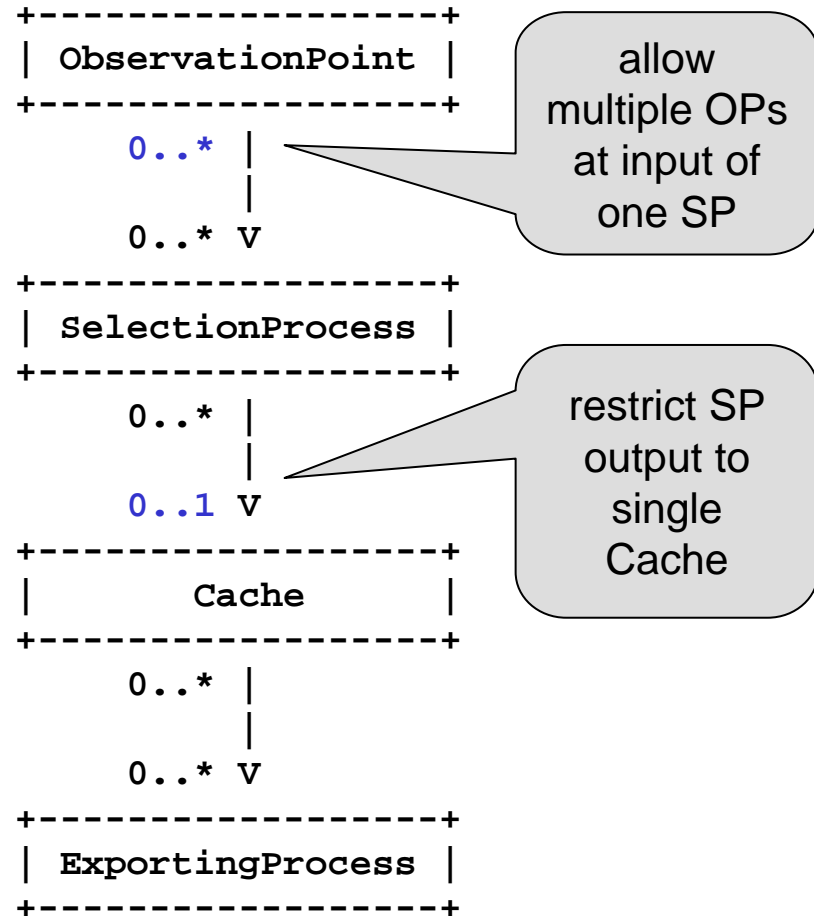 +------------------+
| ObservationPoint |
+------------------+
0..* |
|
0..* V
+------------------+
| SelectionProcess |
+------------------+
0..* |
|
0..1 V
+------------------+
| Cache |
+------------------+
0..* |
|
0..* V
+------------------+
| ExportingProcess |
+------------------+
allow
multiple OPs
at input of
one SP
restrict SP
output to
single
Cache